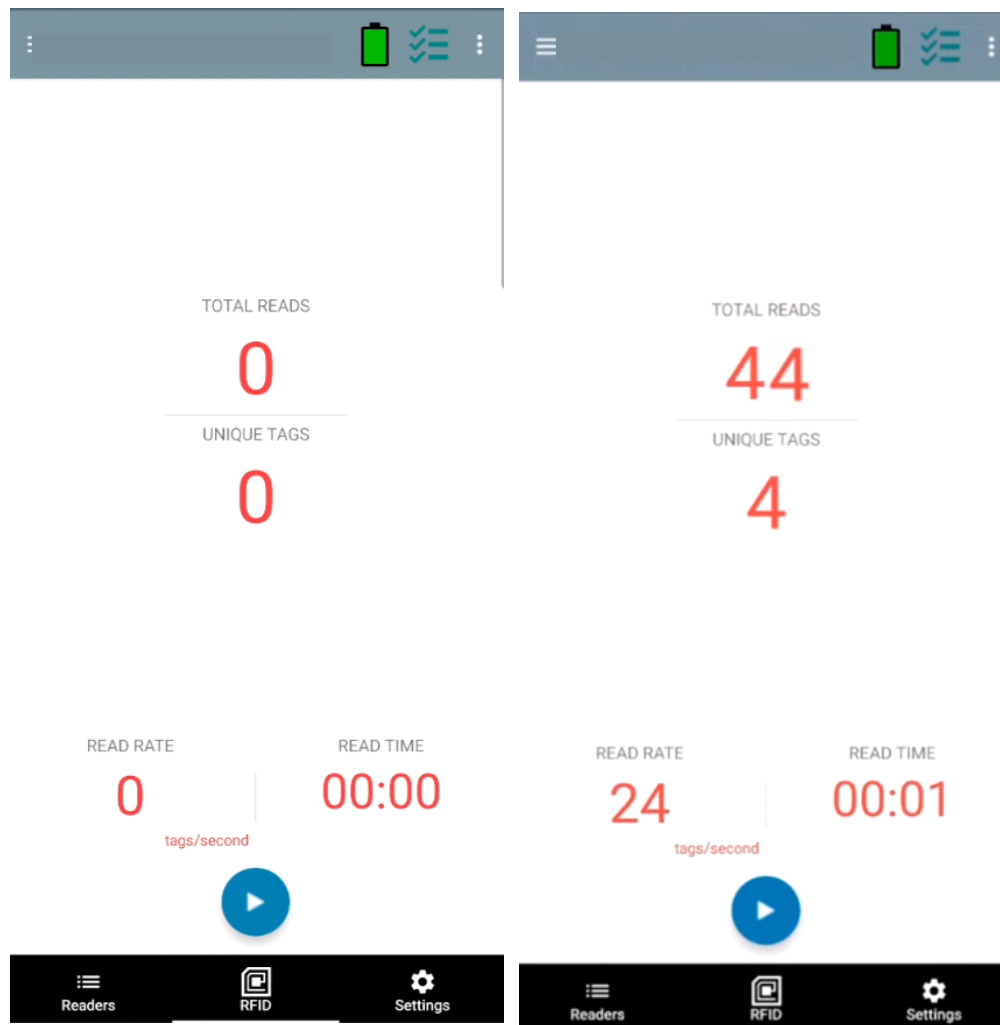 TOTAL READS
0
UNIQUE TAGS
0
READ RATE
READ TIME
0
00:00
tags/second
Readers
RFID
Settings
TOTAL READS
44
UNIQUE TAGS
4
READ RATE
READ TIME
24
00:01
tags/second
Readers
RFID
Settings